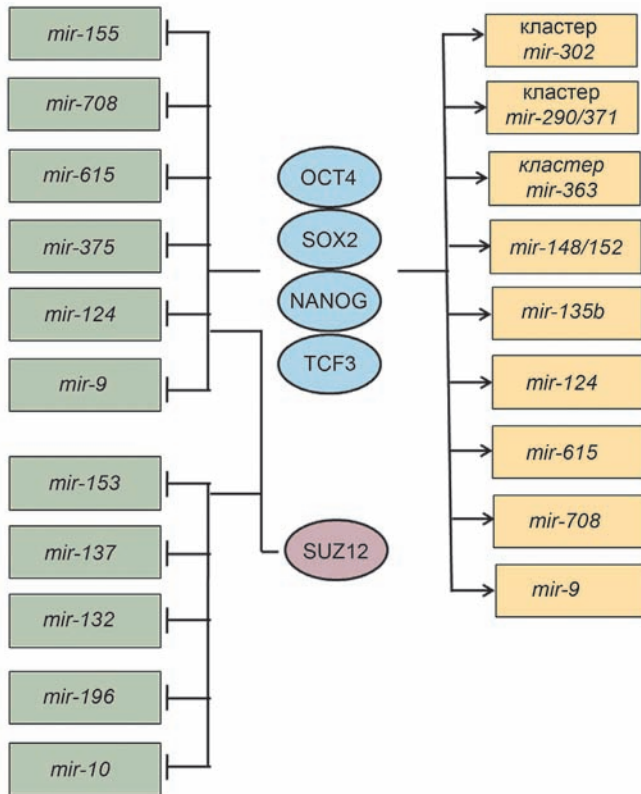 mir-155
mir-708
mir-615
mir-375
mir-124
mir-9
mir-153
mir-137
mir-132
mir-196
mir-10
OCT4
SOX2
NANOG
TCF3
SUZ12
кластер
mir-302
кластер
mir-290/371
кластер
mir-363
mir-148/152
mir-135b
mir-124
mir-615
mir-708
mir-9